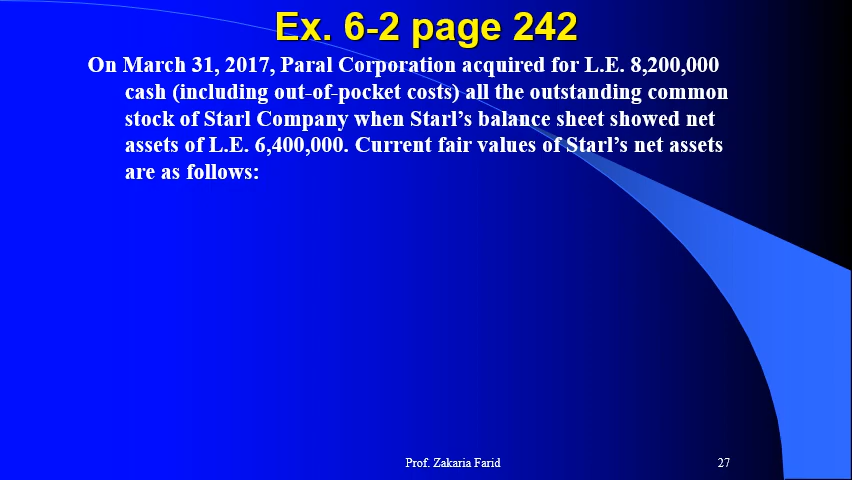 Ex. 6-2 page 242
On March 31, 2017, Paral Corporation acquired for L.E. 8,200,000
cash (including out-of-pocket costs) all the outstanding common
stock of Starl Company when Starl’s balance sheet showed net
assets of L.E. 6,400,000. Current fair values of Starl’s net assets
are as follows:
Prof. Zakaria Farid
27